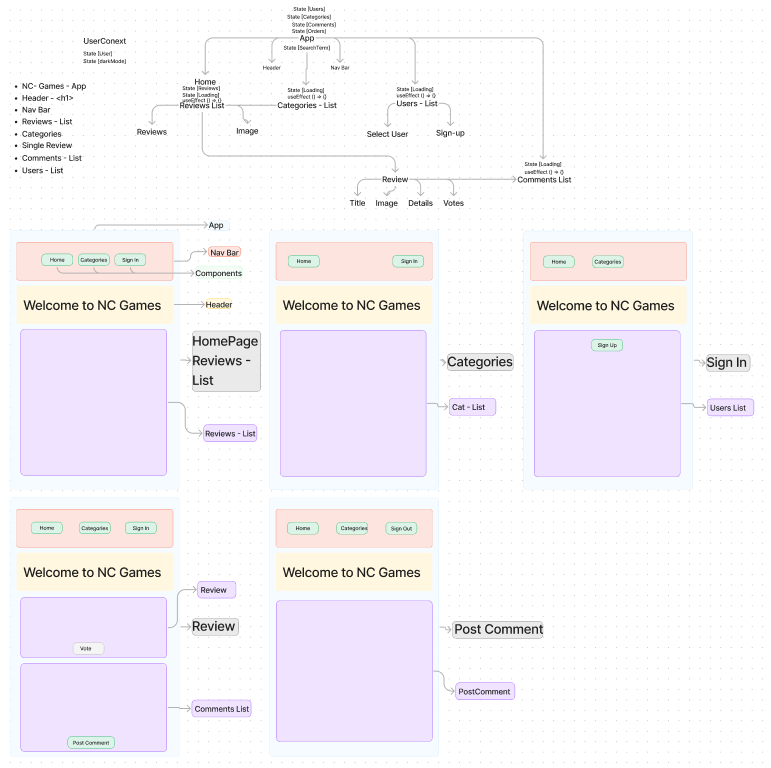 State [Users]
State [Categories]
State [Comments]
State [Orders]
App
State [SearchTerm]
UserConext
State [User]
State [darkMode]
Header
Nav Bar
Home
State [Reviews]
State [Loading]
useEffect () => {}
Reviews List
State [Loading]
useEffect () => {}
Categories - List
State [Loading]
useEffect () => {}
Users - List
• NC- Games - App
• Header - <h1>
• Nav Bar
• Reviews - List
• Categories
• Single Review
• Comments - List
• Users - List
Reviews
Image
Select User
Sign-up
State [Loading]
useEffect () => {}
Comments List
Review
Title
Image
Details
Votes
App
Home
Categories
Sign In
Nav Bar
Components
Welcome to NC Games
Header
HomePage
Reviews -
List
Reviews - List
Home
Sign In
Welcome to NC Games
Categories
Cat - List
Home
Categories
Welcome to NC Games
Sign Up
Sign In
Users List
Home
Categories
Sign In
Welcome to NC Games
Review
Review
Vote
Comments List
Post Comment
Home
Categories
Sign Out
Welcome to NC Games
Post Comment
PostComment